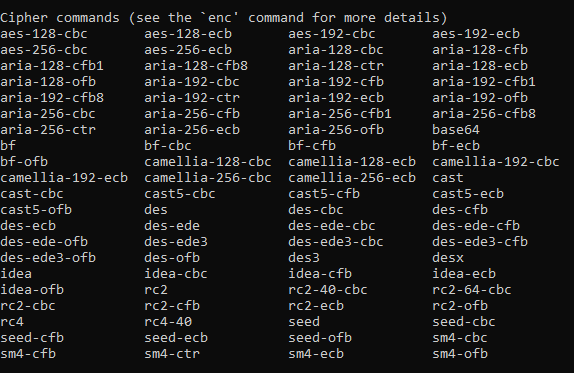 Cipher commands (see the `enc' command for more details)
aes-128-cbc       aes-128-ecb       aes-192-cbc       aes-192-ecb
aes-256-cbc       aes-256-ecb       aria-128-cbc      aria-128-cfb
aria-128-cfb1     aria-128-cfb8     aria-128-ctr      aria-128-ecb
aria-128-ofb      aria-192-cbc      aria-192-cfb      aria-192-cfb1
aria-192-cfb8     aria-192-ctr      aria-192-ecb      aria-192-ofb
aria-256-cbc      aria-256-cfb      aria-256-cfb1     aria-256-cfb8
aria-256-ctr      aria-256-ecb      aria-256-ofb      base64
bf                bf-cbc            bf-cfb            bf-ecb
bf-ofb            camellia-128-cbc  camellia-128-ecb  camellia-192-cbc
camellia-192-ecb  camellia-256-cbc  camellia-256-ecb  cast
cast-cbc          cast5-cbc         cast5-cfb         cast5-ecb
cast5-ofb         des               des-cbc           des-cfb
des-ecb           des-ede           des-ede-cbc       des-ede-cfb
des-ede-ofb       des-ede3          des-ede3-cbc      des-ede3-cfb
des-ede3-ofb      des-ofb           des3              desx
idea              idea-cbc          idea-cfb          idea-ecb
idea-ofb          rc2               rc2-40-cbc        rc2-64-cbc
rc2-cbc           rc2-cfb           rc2-ecb           rc2-ofb
rc4               rc4-40            seed              seed-cbc
seed-cfb          seed-ecb          seed-ofb          sm4-cbc
sm4-cfb           sm4-ctr           sm4-ecb           sm4-ofb